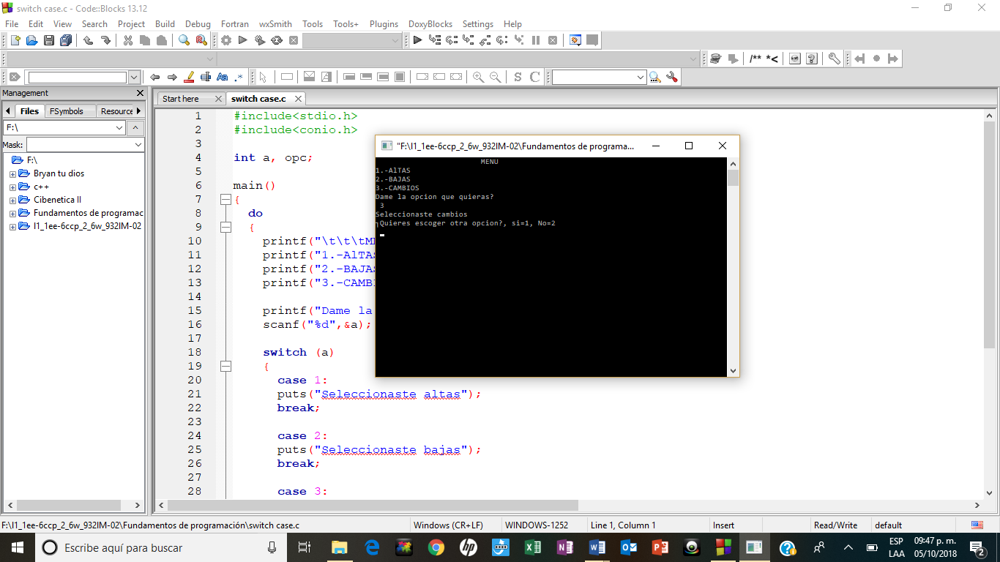 switch case.c - Code::Blocks 13.12
File Edit View Search Project Build Debug Fortran wxSmith Tools Tools+ Plugins DoxyBlocks Settings Help
/** *<
Aa .*
S C
Management
Files FSymbols Resource
F:\
Mask:
F:\
Bryan tu dios
c++
Cibenetica II
Fundamentos de programac
I1_1ee-6ccp_2_6w_932IM-02
Start here switch case.c
1 #include<stdio.h>
2 #include<conio.h>
3
4 int a, opc;
5
6 main()
7 {
8 do
9 {
10 printf("\t\t\tM
11 printf("1.-AlTAS
12 printf("2.-BAJAS
13 printf("3.-CAMB
14
15 printf("Dame la
16 scanf("%d",&a);
17
18 switch (a)
19 {
20 case 1:
21 puts("Seleccionaste altas");
22 break;
23
24 case 2:
25 puts("Seleccionaste bajas");
26 break;
27
28 case 3:
"F:\I1_1ee-6ccp_2_6w_932IM-02\Fundamentos de programa...
MENU
1.-AlTAS
2.-BAJAS
3.-CAMBIOS
Dame la opcion que quieras?
3
Seleccionaste cambios
┐Quieres escoger otra opcion?, si=1, No=2
F:\I1_1ee-6ccp_2_6w_932IM-02\Fundamentos de programación\switch case.c Windows (CR+LF) WINDOWS-1252 Line 1, Column 1 Insert Read/Write default
Escribe aquí para buscar
ESP
LAA
09:47 p. m.
05/10/2018
2